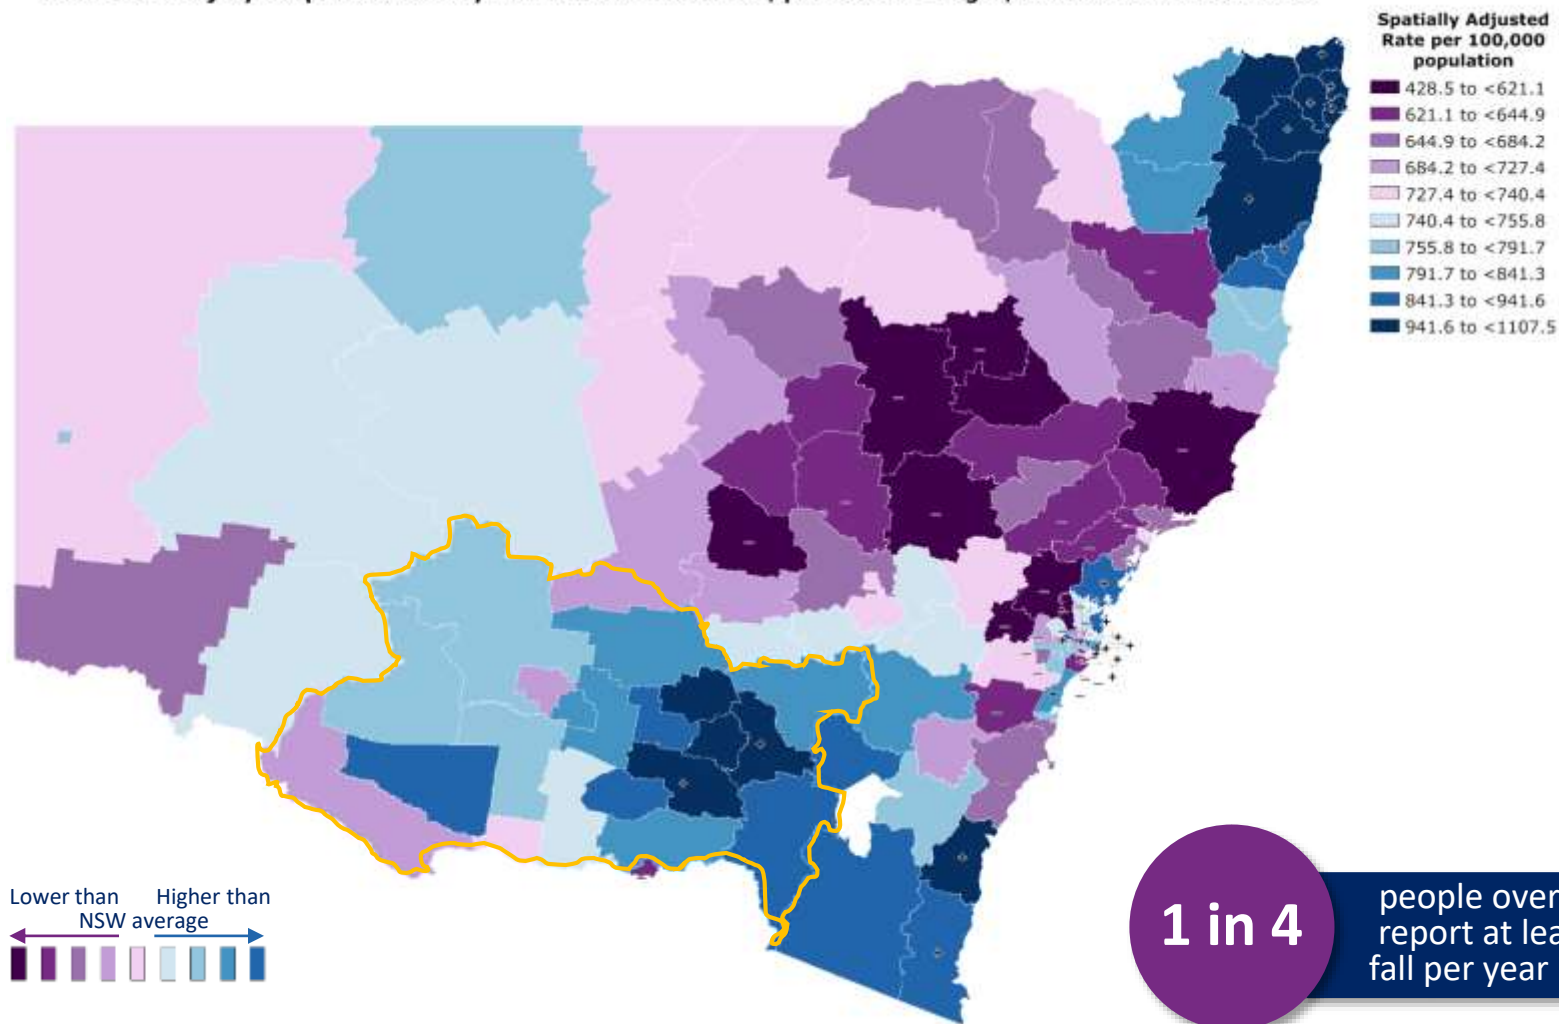 Spatially Adjusted
Rate per 100,000
population
428.5 to <621.1
621.1 to <644.9
644.9 to <684.2
684.2 to <727.4
727.4 to <740.4
740.4 to <755.8
755.8 to <791.7
791.7 to <841.3
841.3 to <941.6
941.6 to <1107.5
Lower than Higher than
NSW average
1 in 4
people over
report at lea
fall per year